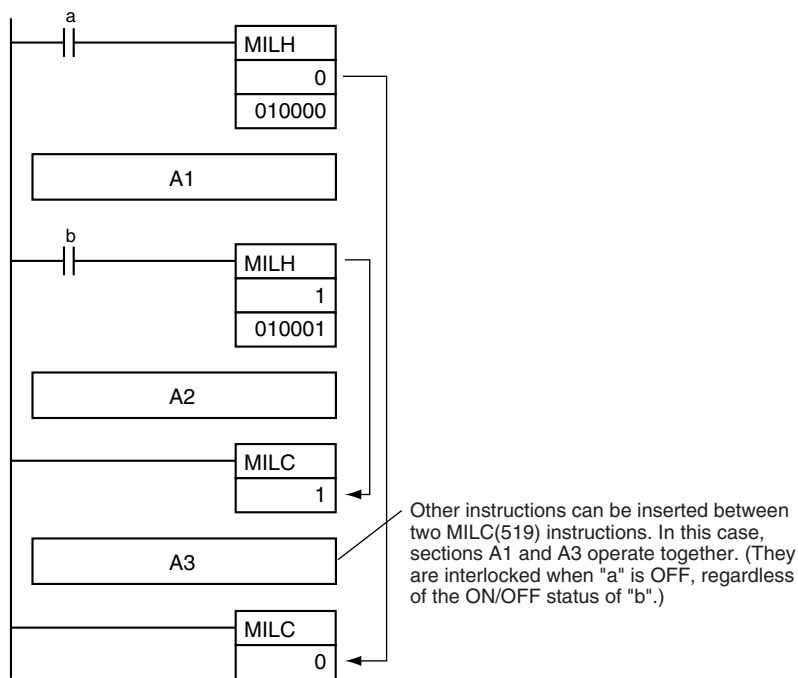 a
MILH
0
010000
A1
b
MILH
1
010001
A2
MILC
1
Other instructions can be inserted between
two MILC(519) instructions. In this case,
sections A1 and A3 operate together. (They
are interlocked when "a" is OFF, regardless
of the ON/OFF status of "b".)
A3
MILC
0